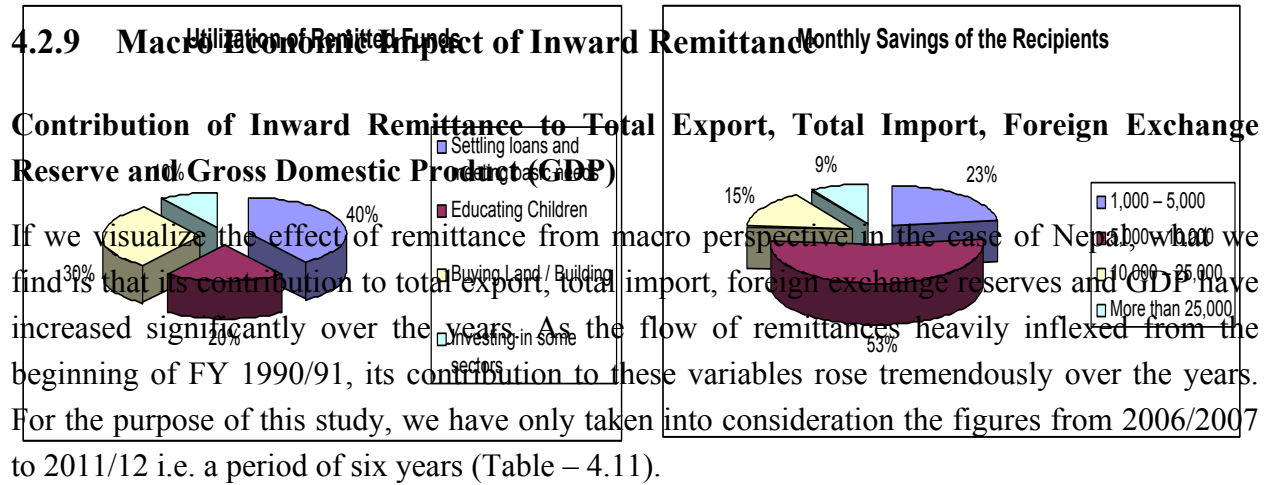 4.2.9 Macro Economic Impact of Inward Remittance
Contribution of Inward Remittance to Total Export, Total Import, Foreign Exchange
Reserve and Gross Domestic Product (GDP)
If we visualize the effect of remittance from macro perspective in the case of Nepal, what we
find is that its contribution to total export, total import, foreign exchange reserves and GDP have
increased significantly over the years. As the flow of remittances heavily inflexed from the
beginning of FY 1990/91, its contribution to these variables rose tremendously over the years.
For the purpose of this study, we have only taken into consideration the figures from 2006/2007
to 2011/12 i.e. a period of six years (Table – 4.11).
Utilization of Remitted Funds
10%
40%
30%
20%
Settling loans and
meeting basic needs
Educating Children
Buying Land / Building
Investing in some
sectors
Monthly Savings of the Recipients
9%
23%
15%
53%
1,000 – 5,000
5,000 – 10,000
10,000 – 25,000
More than 25,000